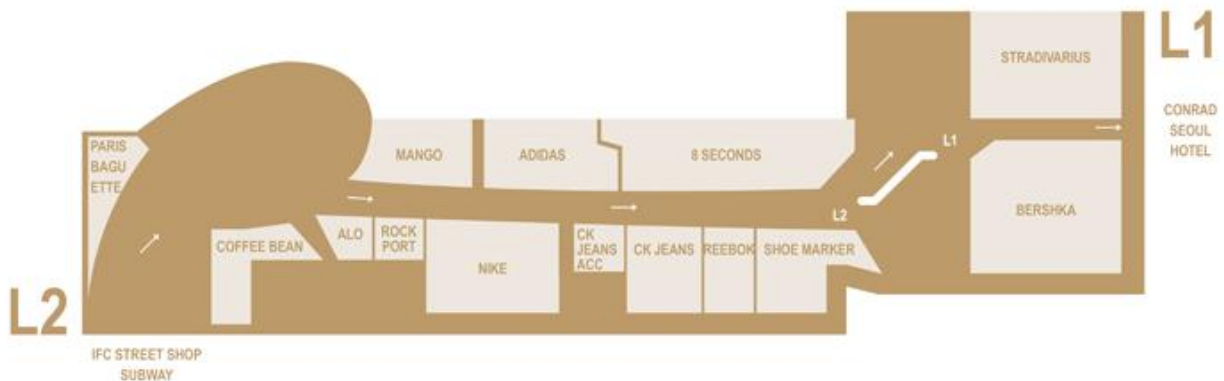 L1
STRADIVARIUS
CONRAD
SEOUL
HOTEL
PARIS
BAGU
ETTE
MANGO
ADIDAS
8 SECONDS
L1
L2
BERSHKA
COFFEE BEAN
ALO
ROCK
PORT
NIKE
CK
JEANS
ACC
CK JEANS
REEBOK
SHOE MARKER
L2
IFC STREET SHOP
SUBWAY